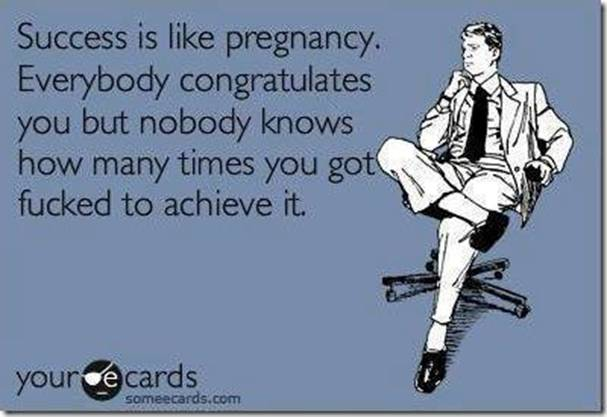 Success is like pregnancy.
Everybody congratulates
you but nobody knows
how many times you got
fucked to achieve it.
your e cards
someecards.com